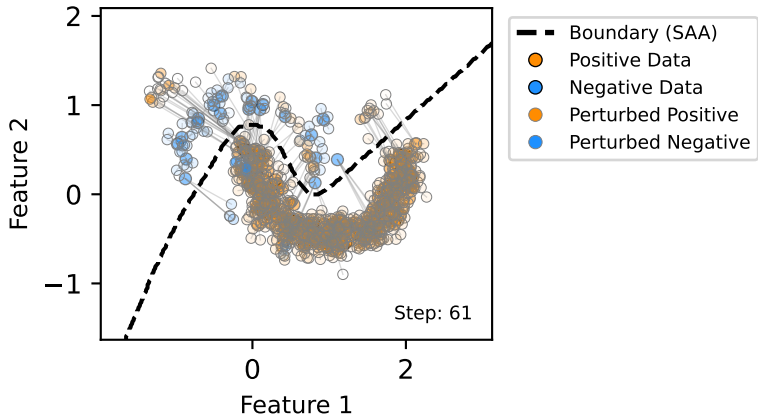 2
1
0
−1
0
2
Feature 1
Feature 2
Step: 61
Boundary (SAA)
Positive Data
Negative Data
Perturbed Positive
Perturbed Negative